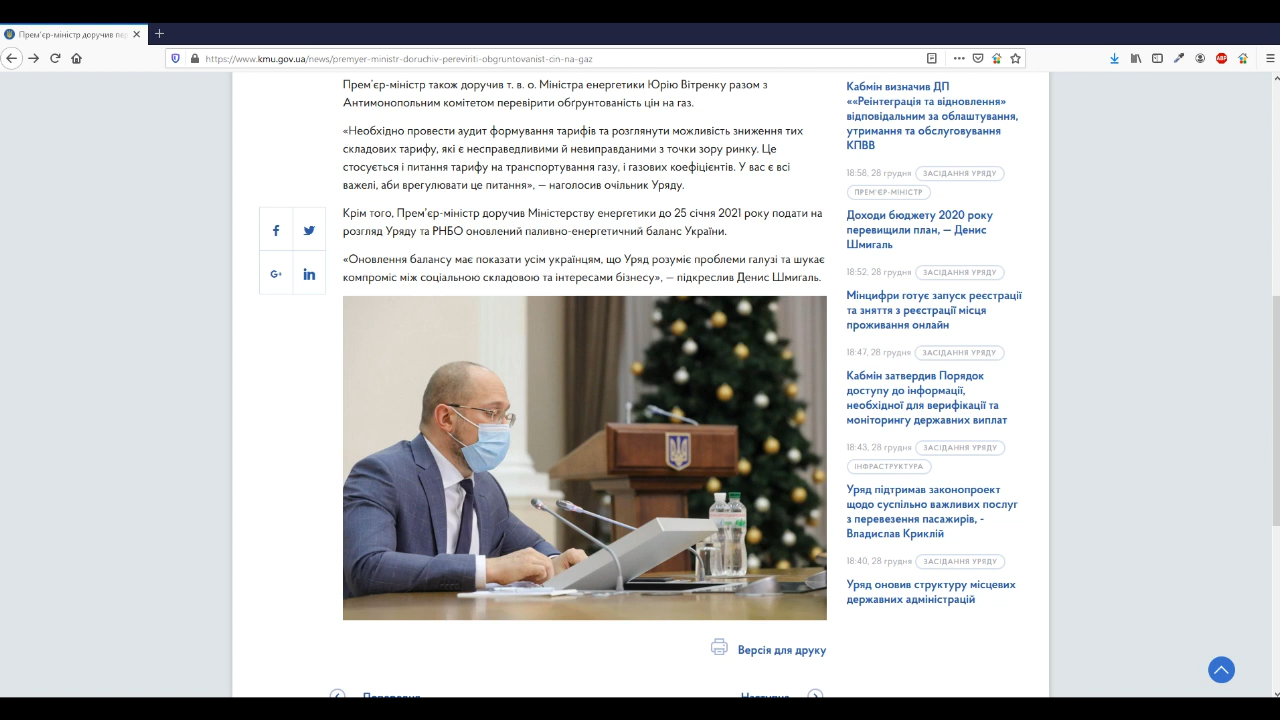 Прем'єр-міністр доручив пер
https://www.kmu.gov.ua/news/premyer-ministr-doruchiv-pereviriti-obgruntovanist-cin-na-gaz
ABP
Прем'єр-міністр також доручив т. в. о. Міністра енергетики Юрію Вітренку разом з
Антимонопольним комітетом перевірити обґрунтованість цін на газ.
«Необхідно провести аудит формування тарифів та розглянути можливість зниження тих
складових тарифу, які є несправедливими й невиправданими з точки зору ринку. Це
стосується і питання тарифу на транспортування газу, і газових коефіцієнтів. У вас є всі
важелі, аби врегулювати це питання», — наголосив очільник Уряду.
Крім того, Прем'єр-міністр доручив Міністерству енергетики до 25 січня 2021 року подати на
розгляд Уряду та РНБО оновлений паливно-енергетичний баланс України.
«Оновлення балансу має показати усім українцям, що Уряд розуміє проблеми галузі та шукає
компроміс між соціальною складовою та інтересами бізнесу», — підкреслив Денис Шмигаль.
f
G+
in
Версія для друку
Попередня
Наступна
Кабмін визначив ДП
««Реінтеграція та відновлення»
відповідальним за облаштування,
утримання та обслуговування
КПВВ
18:58, 28 грудня ЗАСІДАННЯ УРЯДУ
ПРЕМ'ЄР-МІНІСТР
Доходи бюджету 2020 року
перевищили план, — Денис
Шмигаль
18:52, 28 грудня ЗАСІДАННЯ УРЯДУ
Мінцифри готує запуск реєстрації
та зняття з реєстрації місця
проживання онлайн
18:47, 28 грудня ЗАСІДАННЯ УРЯДУ
Кабмін затвердив Порядок
доступу до інформації,
необхідної для верифікації та
моніторингу державних виплат
18:43, 28 грудня ЗАСІДАННЯ УРЯДУ
ІНФРАСТРУКТУРА
Уряд підтримав законопроект
щодо суспільно важливих послуг
з перевезення пасажирів, -
Владислав Криклій
18:40, 28 грудня ЗАСІДАННЯ УРЯДУ
Уряд оновив структуру місцевих
державних адміністрацій